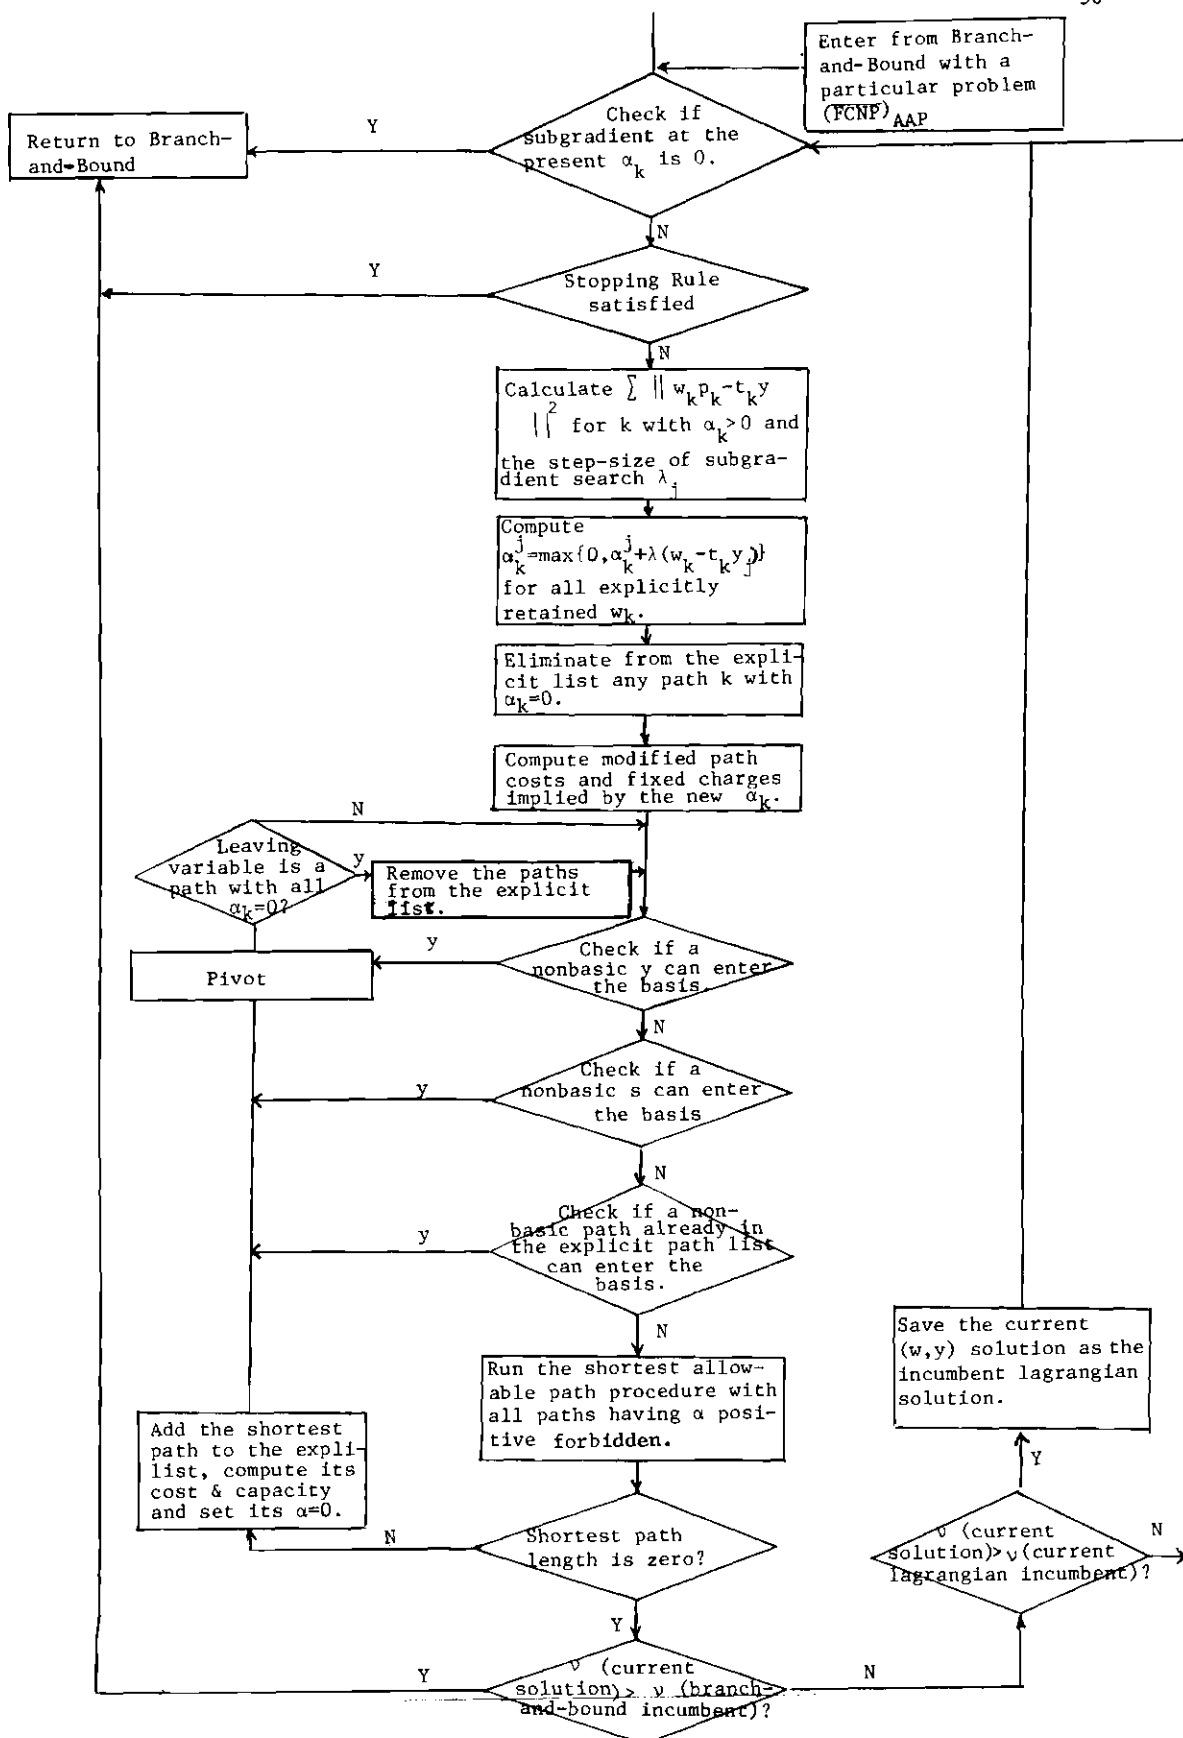 Enter from Branch-
and-Bound with a
particular problem
(FCNP)AAP
Check if
subgradient at the
present αk is 0.
Y
Return to Branch-
and-Bound
N
Stopping Rule
satisfied
Y
N
Calculate ∑ || wkpk-tky
||² for k with αk>0 and
the step-size of subgra-
dient search λj
Compute
αkʲ=max{0,αkʲ+λ(wk-tkyj)}
for all explicitly
retained wk.
Eliminate from the expli-
cit list any path k with
αk=0.
Compute modified path
costs and fixed charges
implied by the new αk.
N
Leaving
variable is a
path with all
αk=0?
y
Remove the paths
from the explicit
list.
Check if a
nonbasic y can enter
the basis.
y
Pivot
N
Check if a
nonbasic s can enter
the basis
y
N
Check if a non-
basic path already in
the explicit path list
can enter the
basis.
y
N
Run the shortest allow-
able path procedure with
all paths having α posi-
tive forbidden.
Save the current
(w,y) solution as the
incumbent lagrangian
solution.
Add the shortest
path to the expli-
list, compute its
cost & capacity
and set its α=0.
Y
Shortest path
length is zero?
N
ν (current
solution)> ν(current
lagrangian incumbent)?
N
Y
ν (current
solution)> ν (branch-
and-bound incumbent)?
Y
N